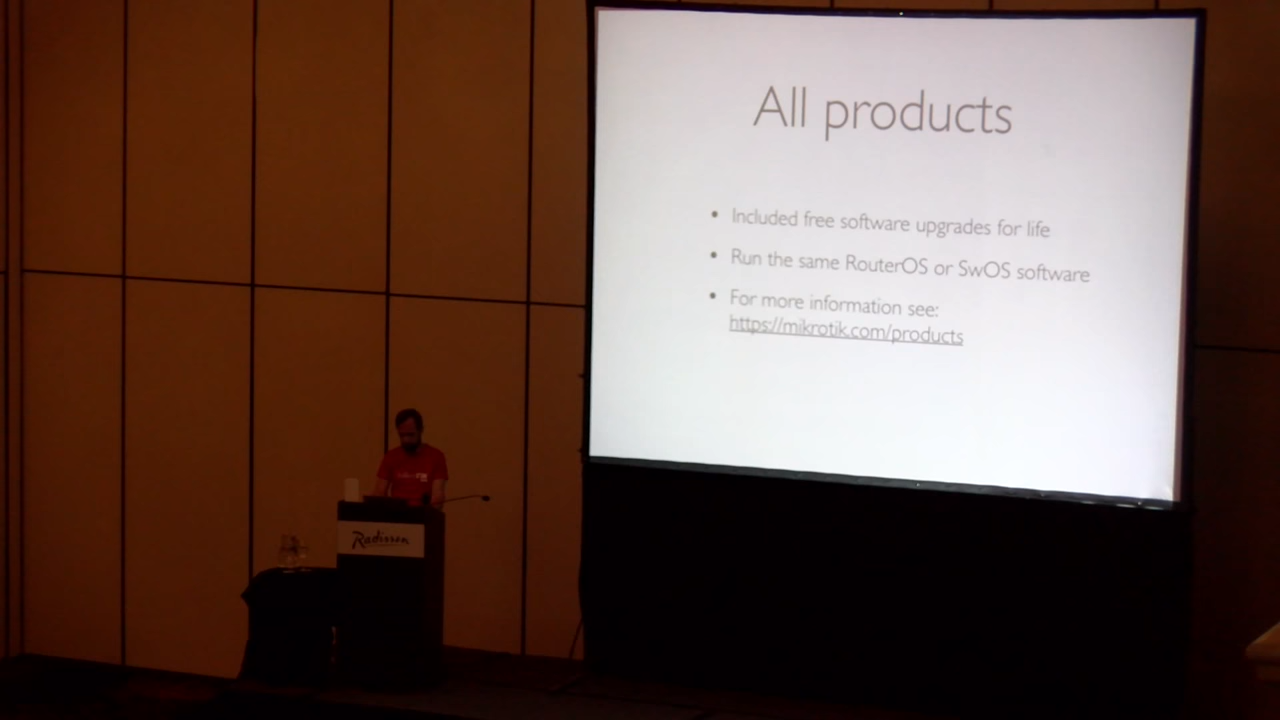 All products
• Included free software upgrades for life
• Run the same RouterOS or SwOS software
• For more information see:
https://mikrotik.com/products
Radisson